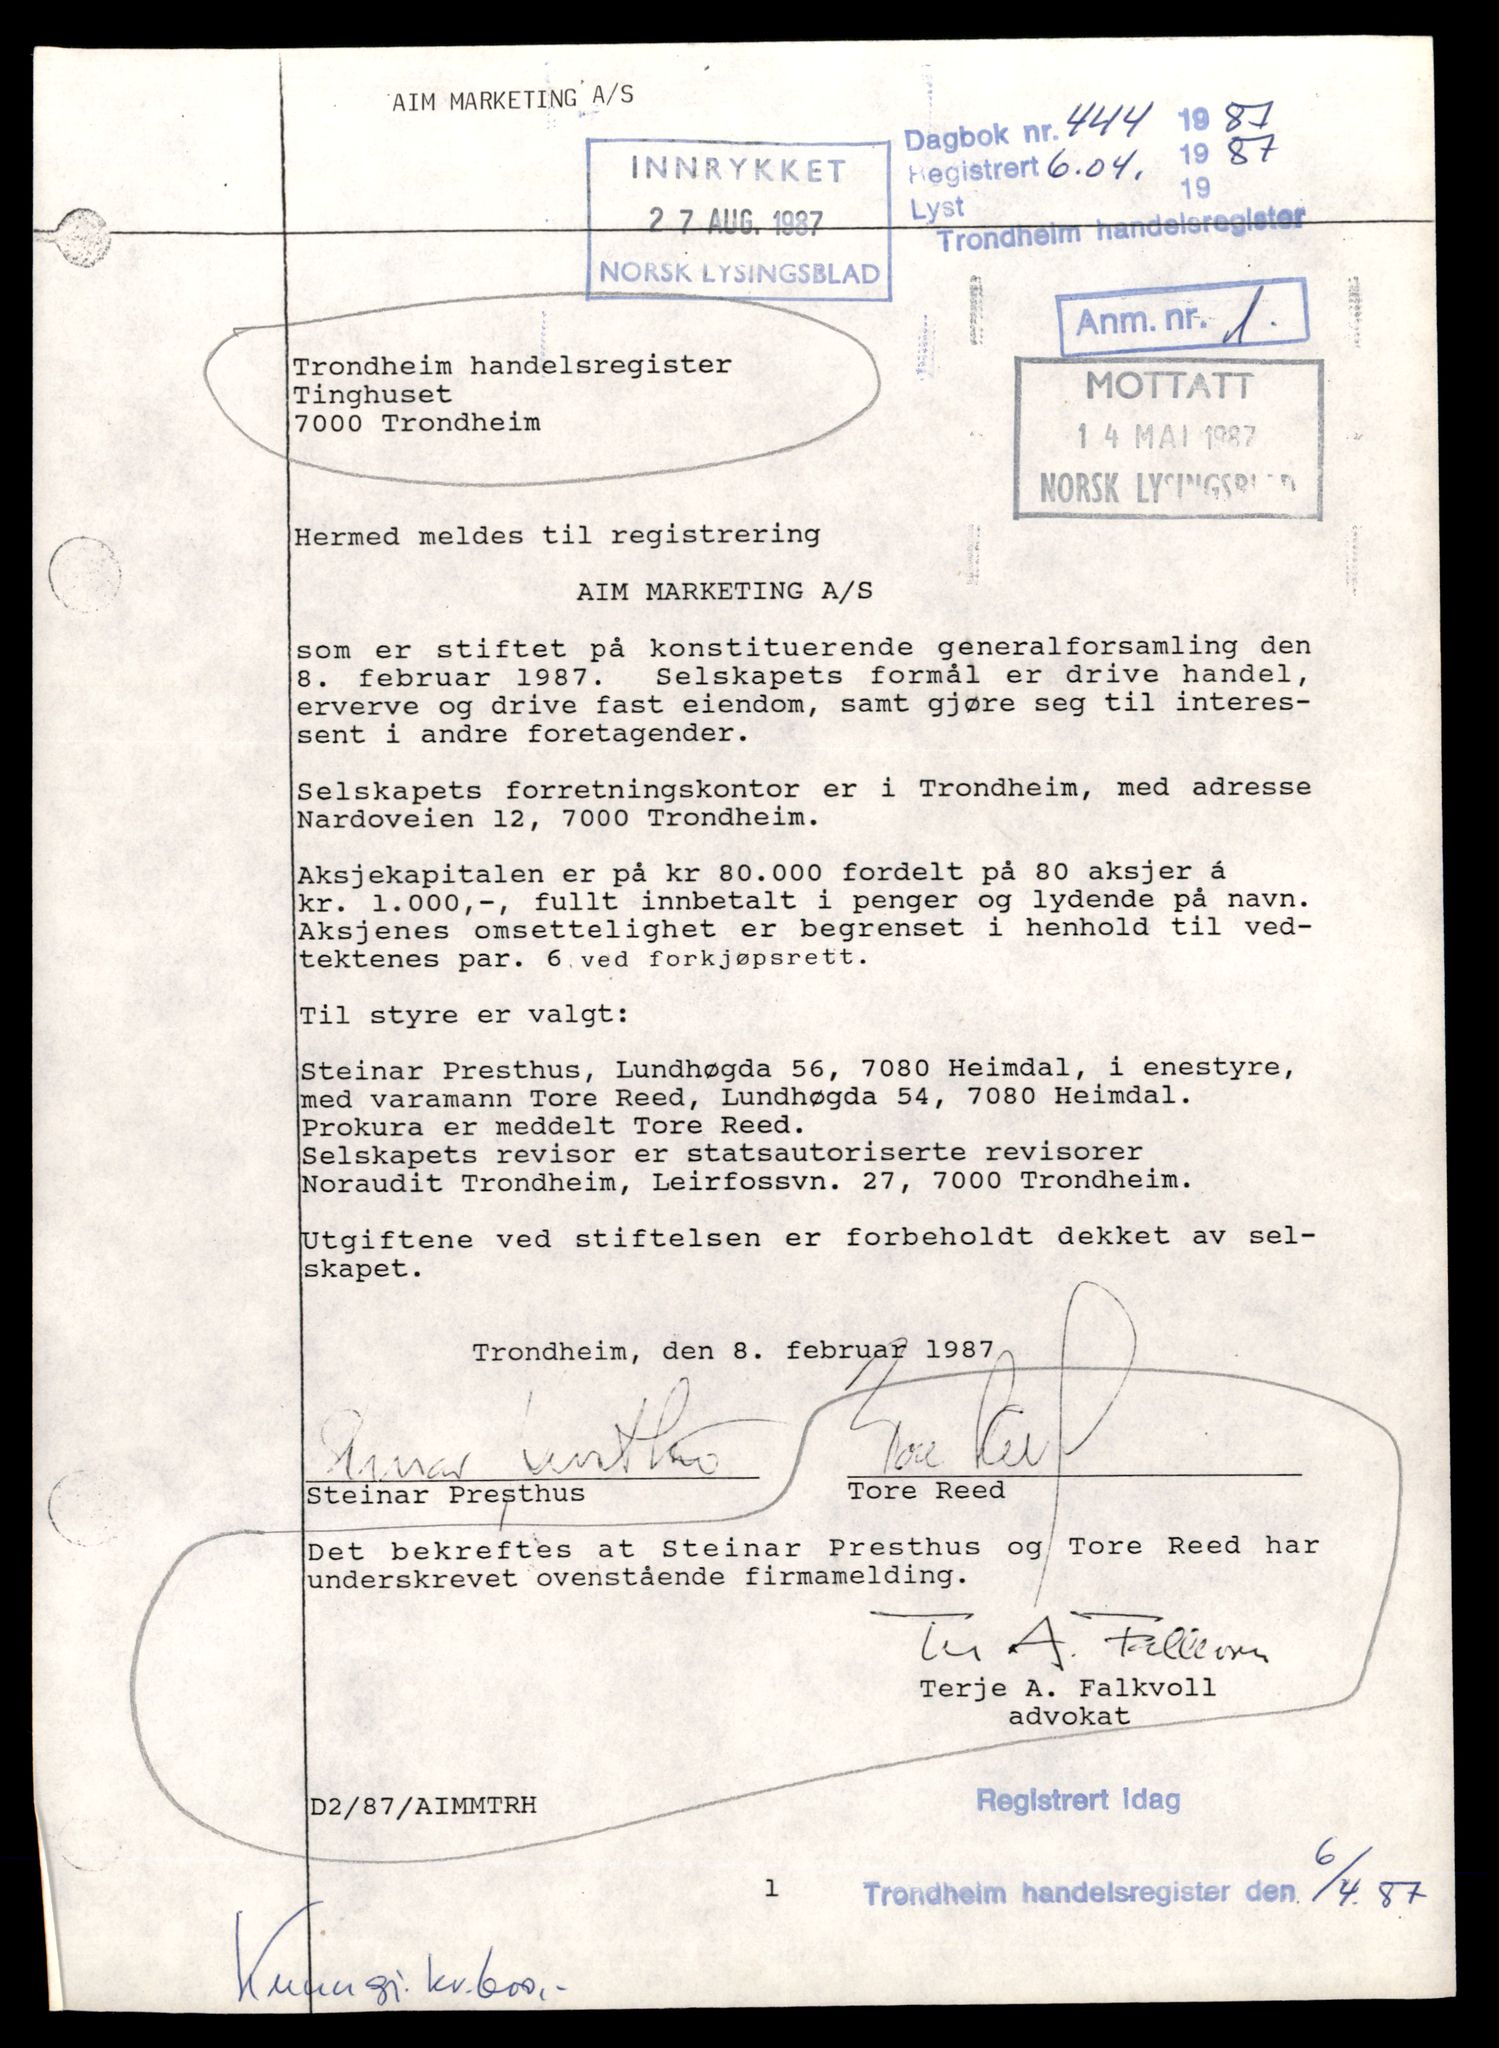 AIM MARKETING A/S
Dagbok nr. 444 1987
Registrert 6.04. 1987
Lyst 19
Trondheim handelsregister
INNRYKKET
27 AUG. 1987
NORSK LYSINGSBLAD
Anm. nr. 1.
MOTTATT
14 MAI 1987
NORSK LYSINGSBLAD
Trondheim handelsregister
Tinghuset
7000 Trondheim
Hermed meldes til registrering
AIM MARKETING A/S
som er stiftet på konstituerende generalforsamling den
8. februar 1987. Selskapets formål er drive handel,
erverve og drive fast eiendom, samt gjøre seg til interes-
sent i andre foretagender.
Selskapets forretningskontor er i Trondheim, med adresse
Nardoveien 12, 7000 Trondheim.
Aksjekapitalen er på kr 80.000 fordelt på 80 aksjer á
kr. 1.000,-, fullt innbetalt i penger og lydende på navn.
Aksjenes omsettelighet er begrenset i henhold til ved-
tektenes par. 6 ved forkjøpsrett.
Til styre er valgt:
Steinar Presthus, Lundhøgda 56, 7080 Heimdal, i enestyre,
med varamann Tore Reed, Lundhøgda 54, 7080 Heimdal.
Prokura er meddelt Tore Reed.
Selskapets revisor er statsautoriserte revisorer
Noraudit Trondheim, Leirfossvn. 27, 7000 Trondheim.
Utgiftene ved stiftelsen er forbeholdt dekket av sel-
skapet.
Trondheim, den 8. februar 1987
Steinar Presthus Tore Reed
Steinar Presthus Tore Reed
Det bekreftes at Steinar Presthus og Tore Reed har
underskrevet ovenstående firmamelding.
Terje A. Falkvoll
advokat
D2/87/AIMMTRH
Registrert idag
1
Trondheim handelsregister den 6/4.87
kr. 600,-